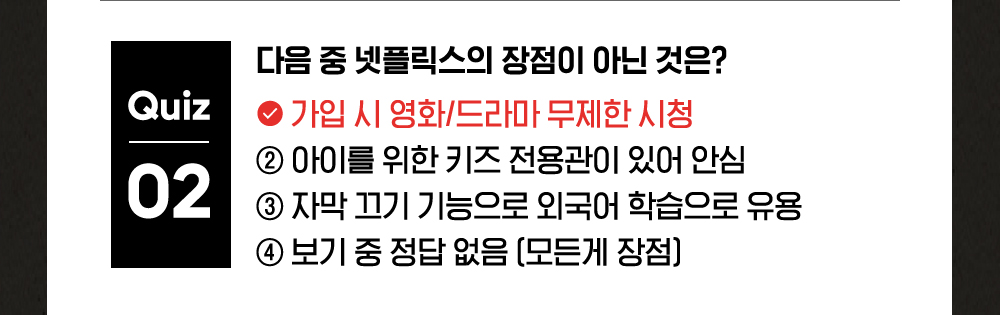 Quiz
02
다음 중 넷플릭스의 장점이 아닌 것은?
가입 시 영화/드라마 무제한 시청
② 아이를 위한 키즈 전용관이 있어 안심
③ 자막 끄기 기능으로 외국어 학습으로 유용
④ 보기 중 정답 없음 (모든게 장점)